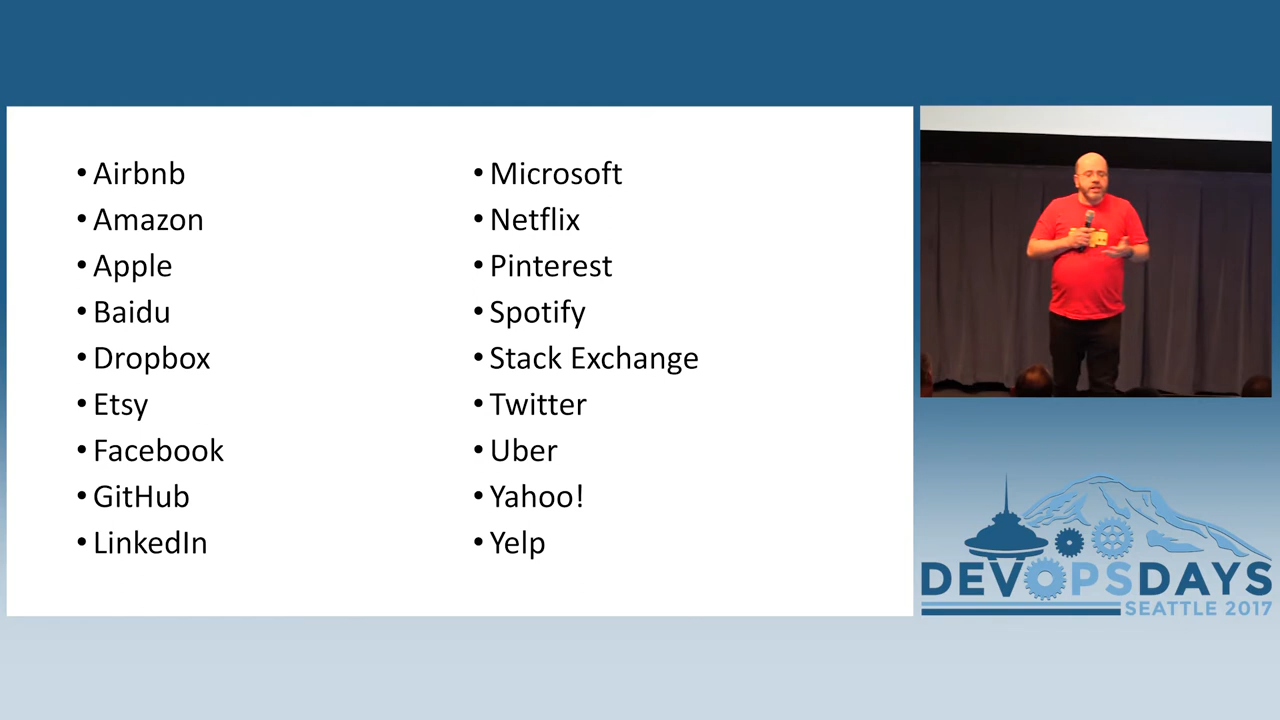 • Airbnb
• Amazon
• Apple
• Baidu
• Dropbox
• Etsy
• Facebook
• GitHub
• LinkedIn
• Microsoft
• Netflix
• Pinterest
• Spotify
• Stack Exchange
• Twitter
• Uber
• Yahoo!
• Yelp
DEVOPSDAYS
SEATTLE 2017